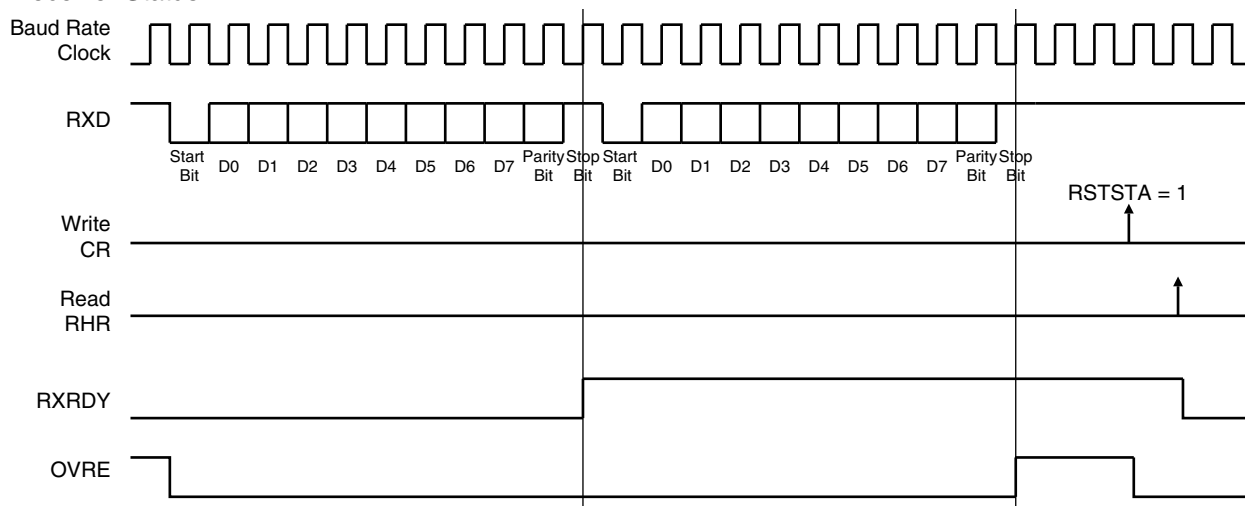 Baud Rate
Clock
RXD
Start Bit D0 D1 D2 D3 D4 D5 D6 D7 Parity Bit Stop Bit Start Bit D0 D1 D2 D3 D4 D5 D6 D7 Parity Bit Stop Bit
RSTSTA = 1
Write
CR
Read
RHR
RXRDY
OVRE